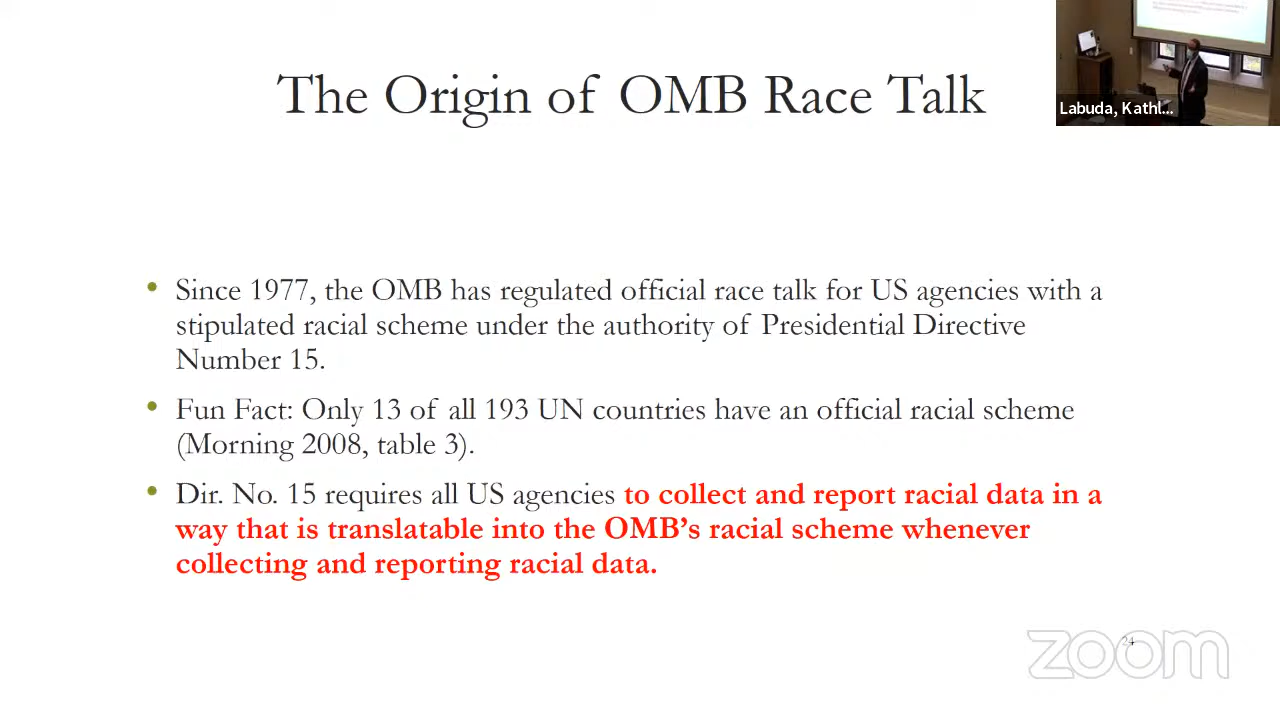 The Origin of OMB Race Talk
Labuda, Kathl...
• Since 1977, the OMB has regulated official race talk for US agencies with a
stipulated racial scheme under the authority of Presidential Directive
Number 15.
• Fun Fact: Only 13 of all 193 UN countries have an official racial scheme
(Morning 2008, table 3).
• Dir. No. 15 requires all US agencies to collect and report racial data in a
way that is translatable into the OMB’s racial scheme whenever
collecting and reporting racial data.
24
zoom